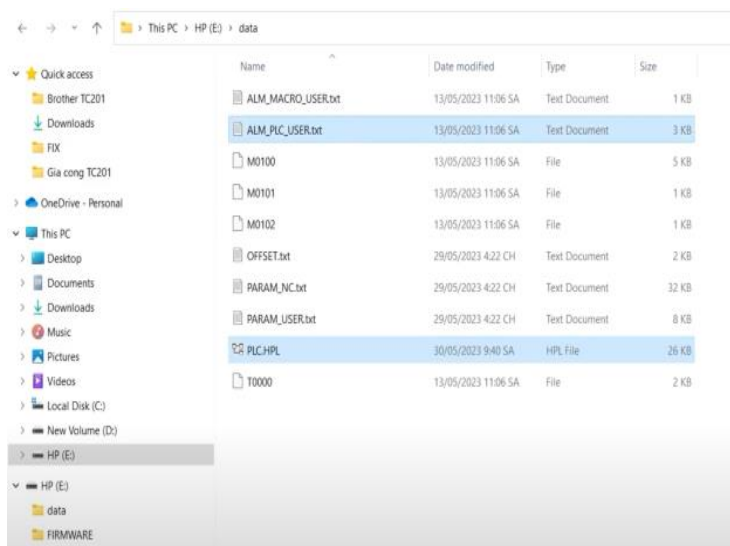 This PC > HP (E:) > data
Quick access
Brother TC201
Downloads
FIX
Gia cong TC201
OneDrive - Personal
This PC
Desktop
Documents
Downloads
Music
Pictures
Videos
Local Disk (C:)
New Volume (D:)
HP (E:)
HP (E:)
data
FIRMWARE
Name Date modified Type Size
ALM_MACRO_USER.txt 13/05/2023 11:06 SA Text Document 1 KB
ALM_PLC_USER.txt 13/05/2023 11:06 SA Text Document 3 KB
M0100 13/05/2023 11:06 SA File 5 KB
M0101 13/05/2023 11:06 SA File 1 KB
M0102 13/05/2023 11:06 SA File 1 KB
OFFSET.txt 29/05/2023 4:22 CH Text Document 2 KB
PARAM_NC.txt 29/05/2023 4:22 CH Text Document 32 KB
PARAM_USER.txt 29/05/2023 4:22 CH Text Document 8 KB
PLC.HPL 30/05/2023 9:40 SA HPL File 26 KB
T0000 13/05/2023 11:06 SA File 2 KB